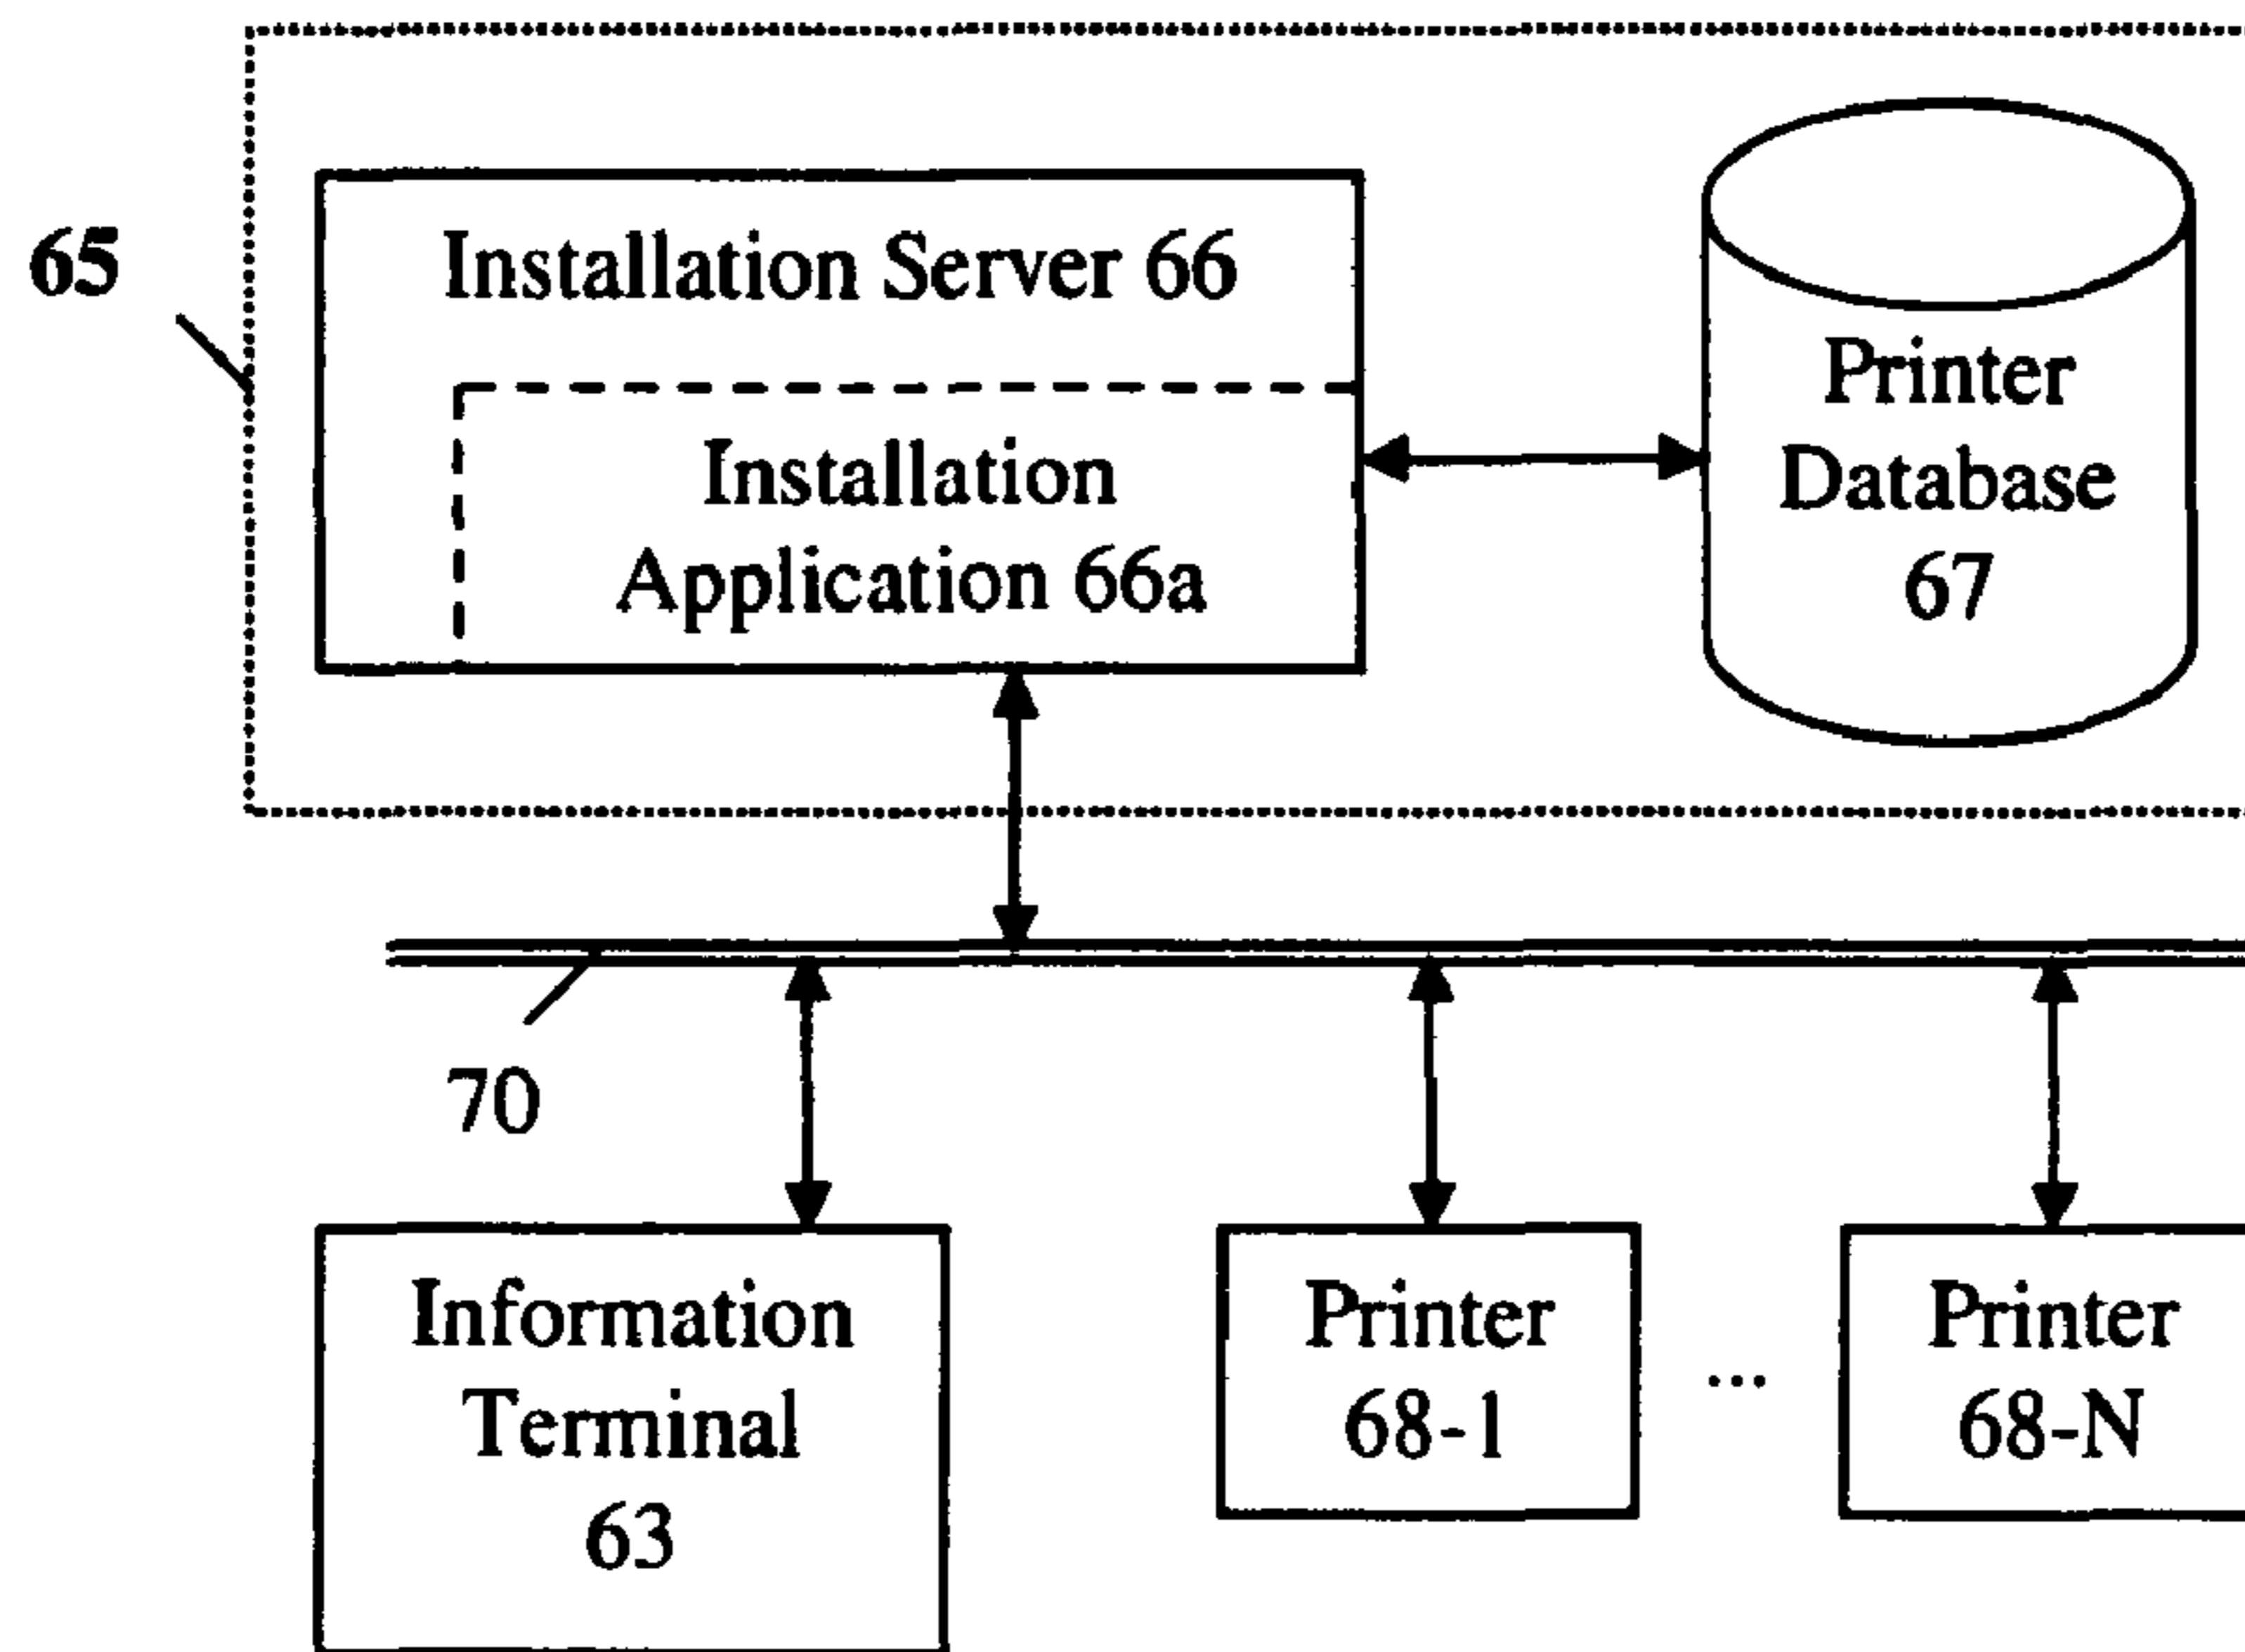 65
Installation Server 66
Installation
Application 66a
Printer
Database
67
70
Information
Terminal
63
Printer
68-1
...
Printer
68-N